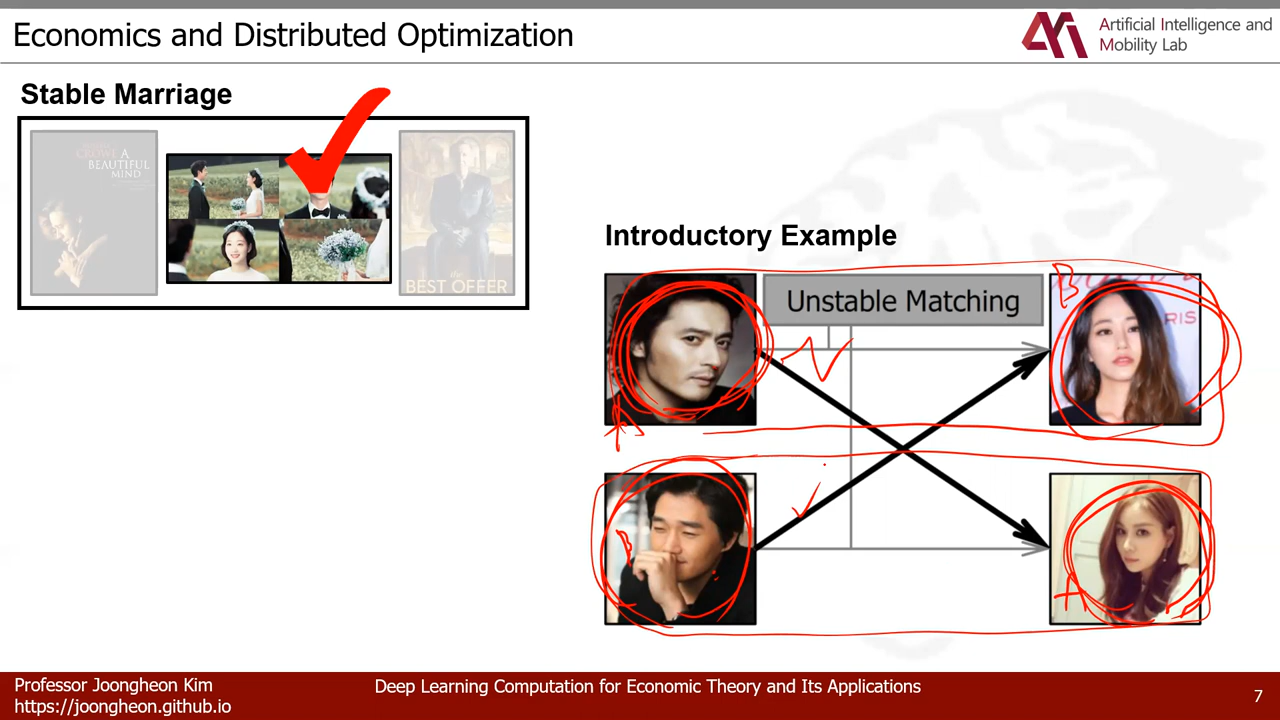 Economics and Distributed Optimization
Artificial Intelligence and
Mobility Lab
Stable Marriage
A
BEAUTIFUL
MIND
the
BEST OFFER
Introductory Example
Unstable Matching
B
RIS
A
B
A
Professor Joongheon Kim
https://joongheon.github.io
Deep Learning Computation for Economic Theory and Its Applications
7